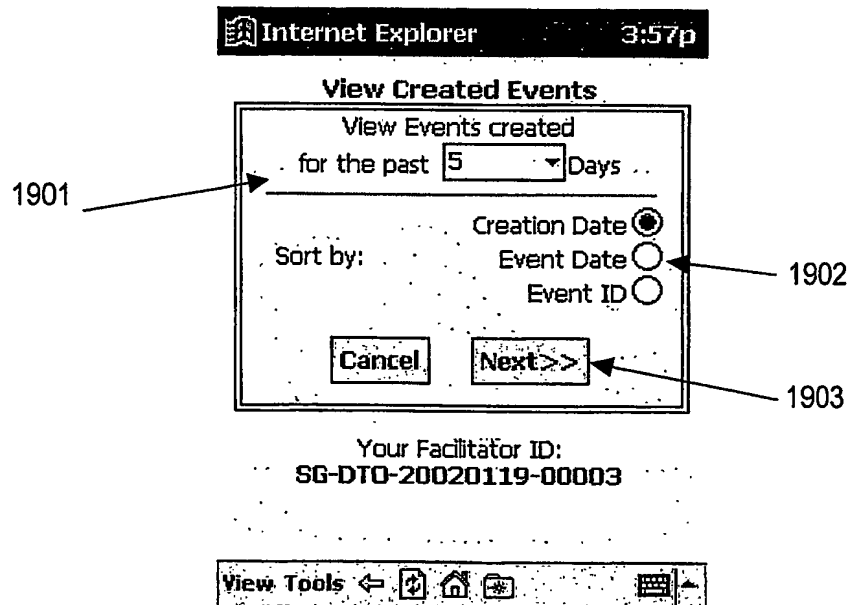 Internet Explorer 3:57p
View Created Events
View Events created
for the past 5 Days
1901
Creation Date
Sort by: Event Date
1902
Event ID
Cancel Next>>
1903
Your Facilitator ID:
SG-DTO-20020119-00003
View Tools